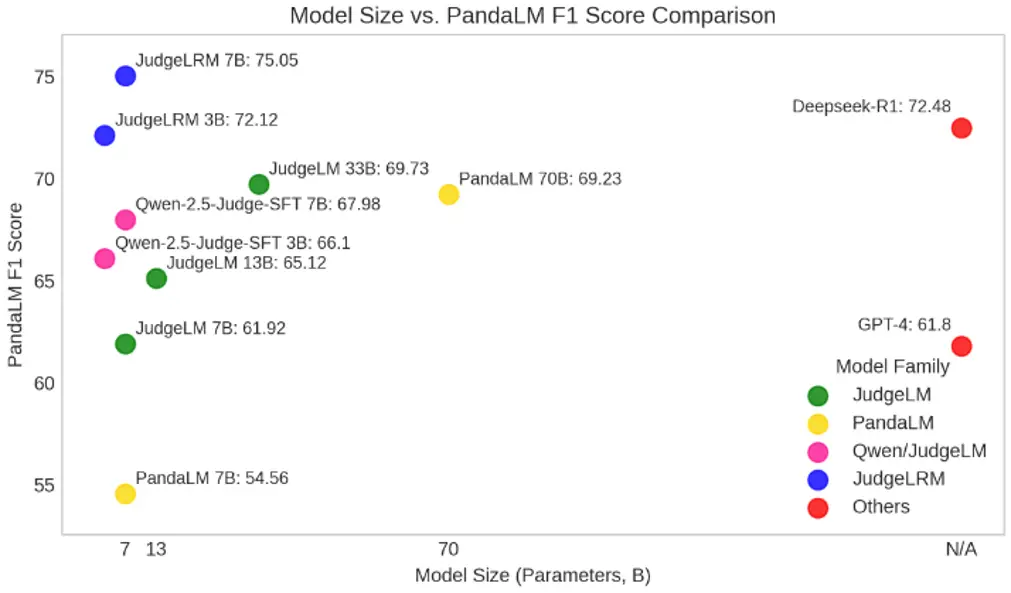 Model Size vs. PandaLM F1 Score Comparison
JudgeLRM 7B: 75.05
75
Deepseek-R1: 72.48
JudgeLRM 3B: 72.12
JudgeLM 33B: 69.73
70
PandaLM 70B: 69.23
Qwen-2.5-Judge-SFT 7B: 67.98
Qwen-2.5-Judge-SFT 3B: 66.1
JudgeLM 13B: 65.12
65
JudgeLM 7B: 61.92
GPT-4: 61.8
60
PandaLM 7B: 54.56
55
PandaLM F1 Score
Model Family
JudgeLM
PandaLM
Qwen/JudgeLM
JudgeLRM
Others
7 13 70 N/A
Model Size (Parameters, B)